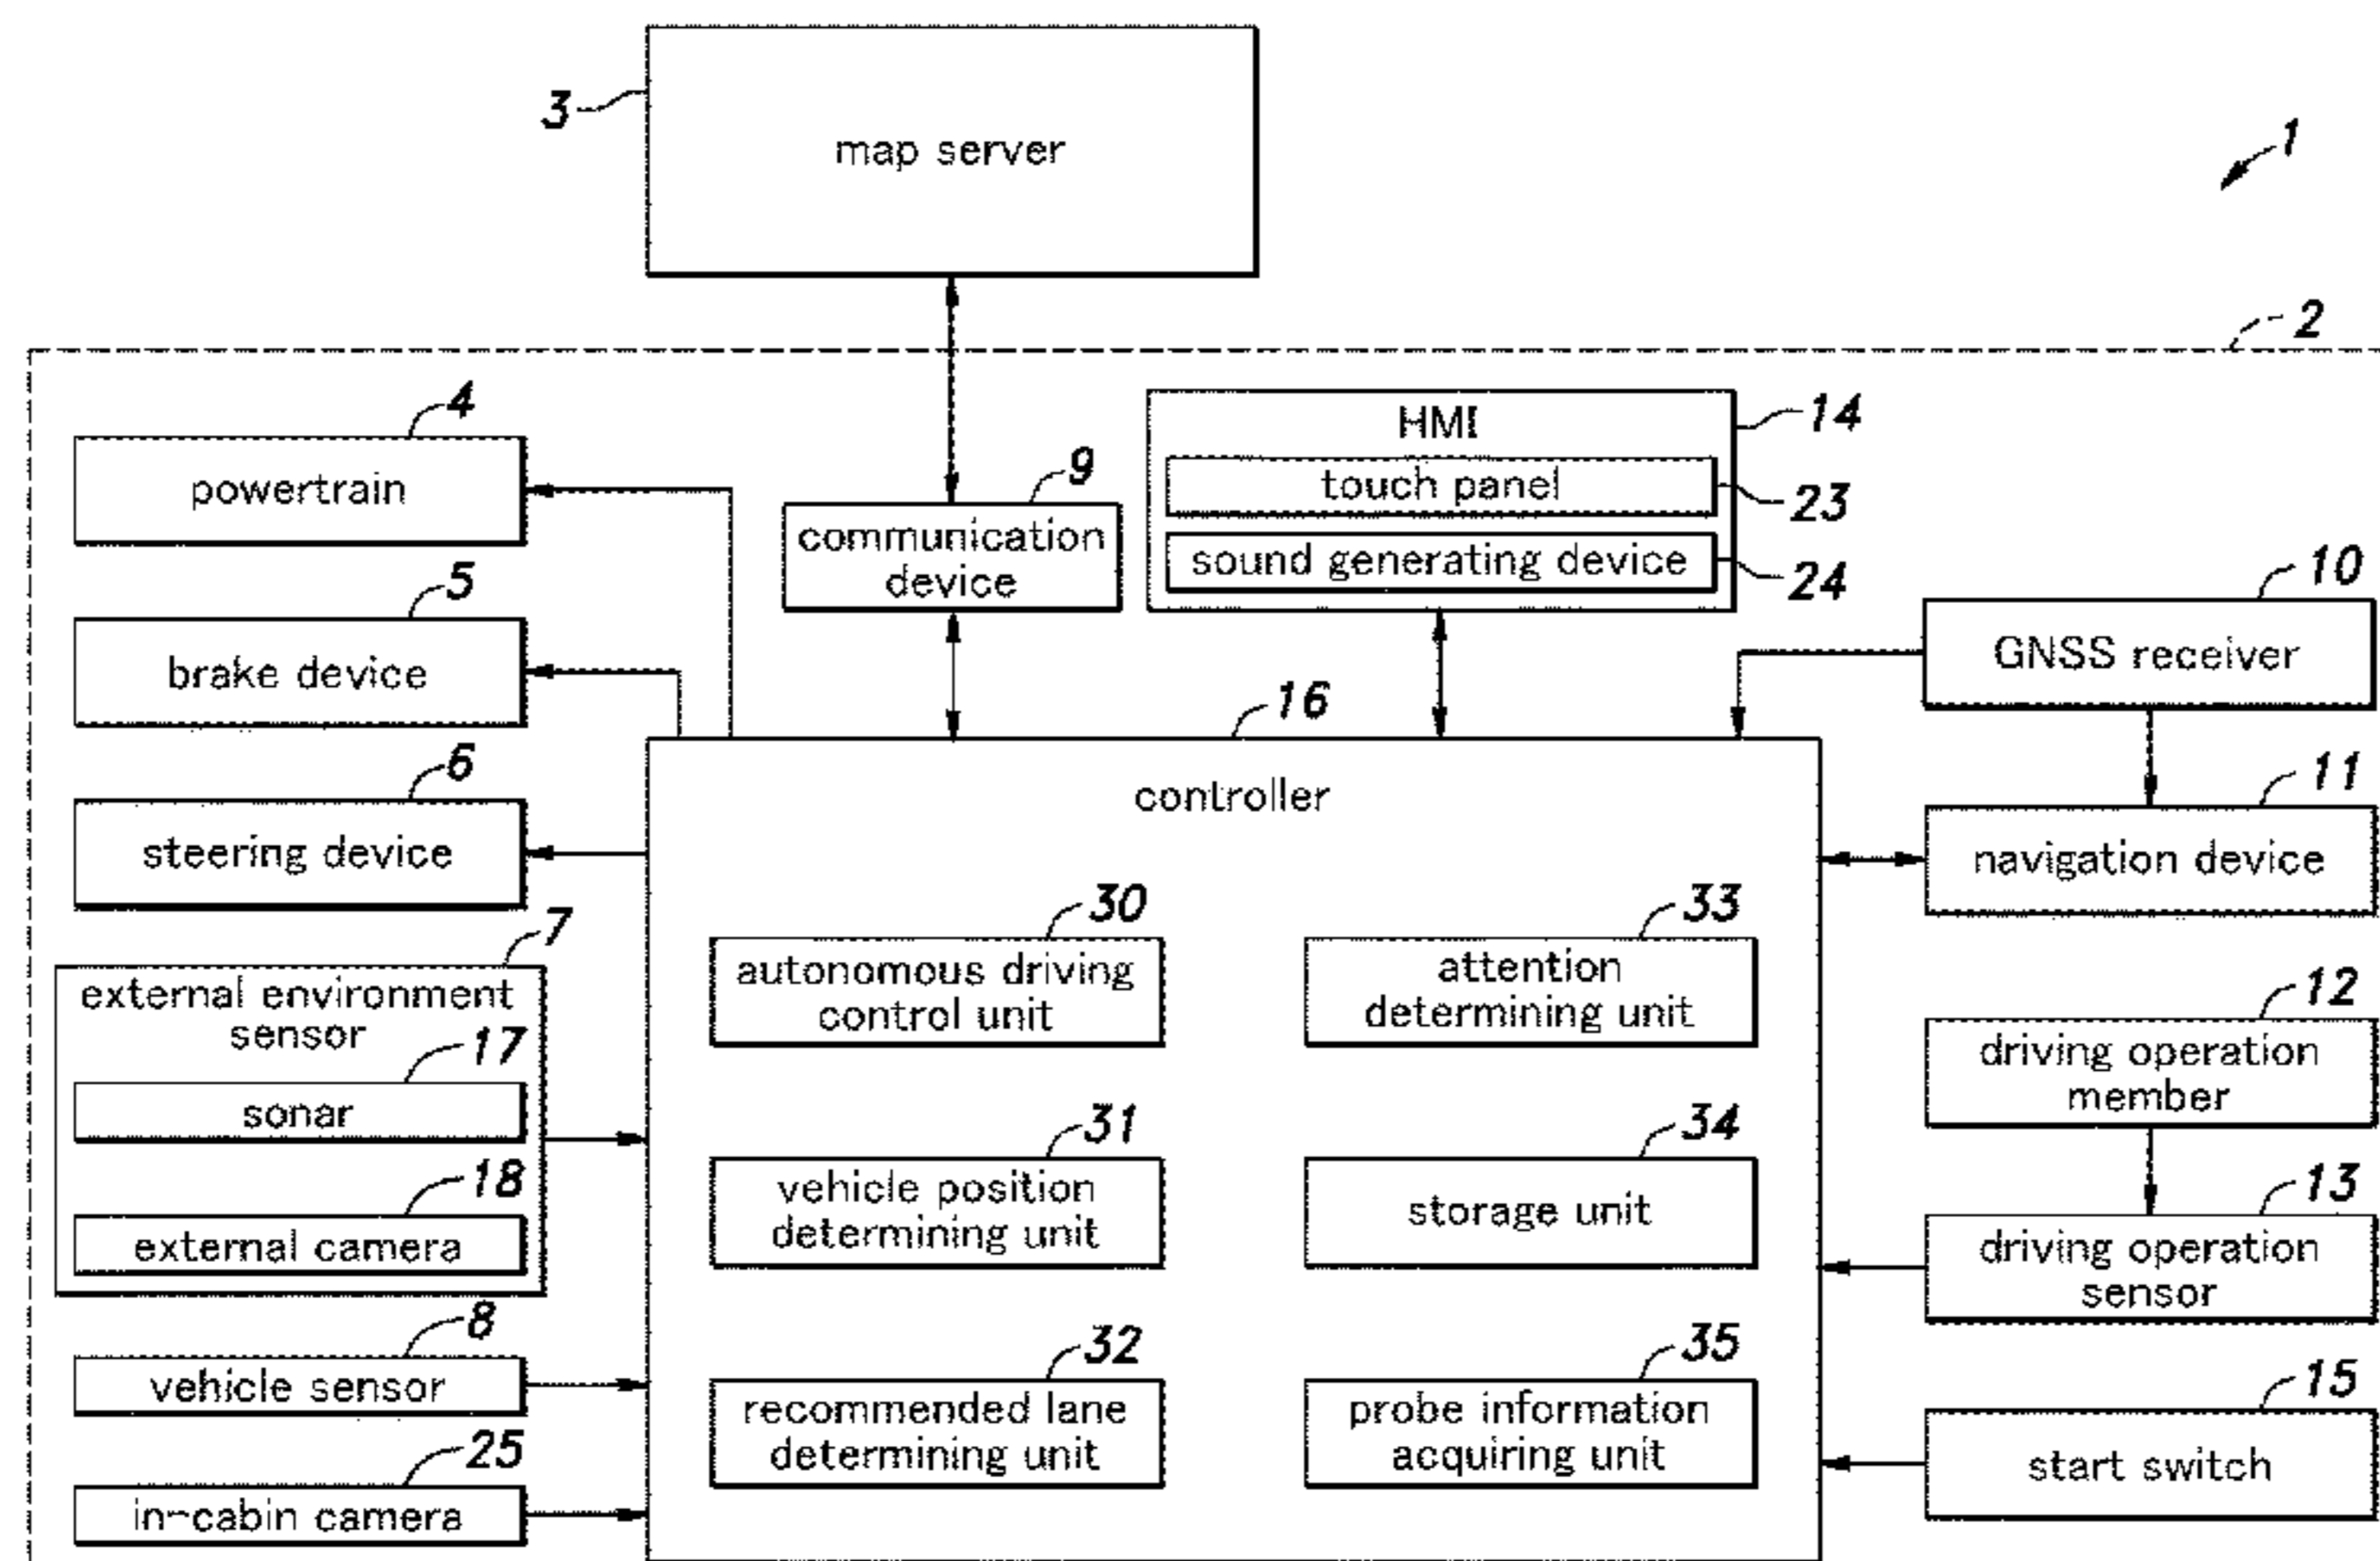 3
map server
1
2
4
powertrain
9
communication
device
HMI
14
touch panel
23
sound generating device
24
10
GNSS receiver
5
brake device
16
controller
6
steering device
11
navigation device
7
external environment
sensor
17
sonar
18
external camera
30
autonomous driving
control unit
33
attention
determining unit
12
driving operation
member
31
vehicle position
determining unit
34
storage unit
13
driving operation
sensor
8
vehicle sensor
32
recommended lane
determining unit
35
probe information
acquiring unit
15
start switch
25
in-cabin camera